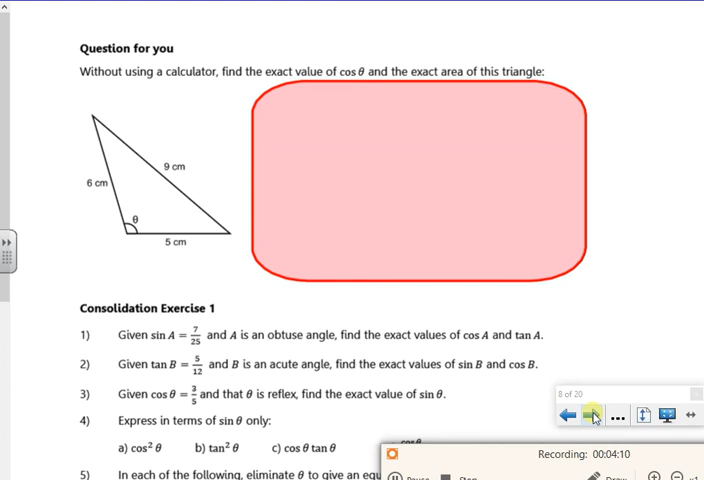 Question for you
Without using a calculator, find the exact value of cos θ and the exact area of this triangle:
9 cm
6 cm
θ
5 cm
Consolidation Exercise 1
1) Given sin A = 7/25 and A is an obtuse angle, find the exact values of cos A and tan A.
2) Given tan B = 5/12 and B is an acute angle, find the exact values of sin B and cos B.
3) Given cos θ = 3/5 and that θ is reflex, find the exact value of sin θ.
8 of 20
4) Express in terms of sin θ only:
a) cos² θ b) tan² θ c) cos θ tan θ
Recording: 00:04:10
5) In each of the following, eliminate θ to give an equ